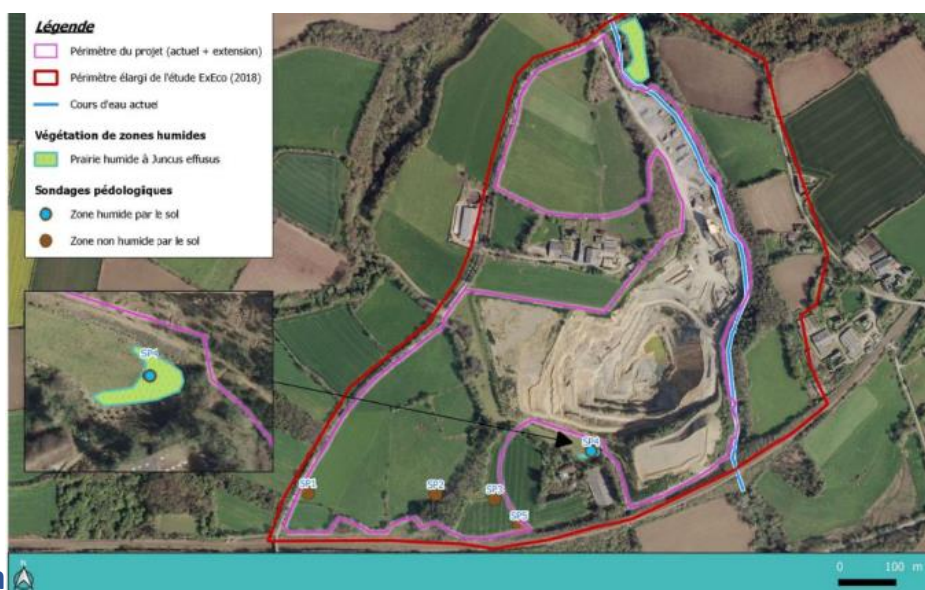 Légende
Périmètre du projet (actuel + extension)
Périmètre élargi de l'étude ExEco (2018)
Cours d'eau actuel
Végétation de zones humides
Prairie humide à Juncus effusus
Sondages pédologiques
Zone humide par le sol
Zone non humide par le sol
SP4
SP4
SP1
SP2
SP3
SP5
N
0 100 m